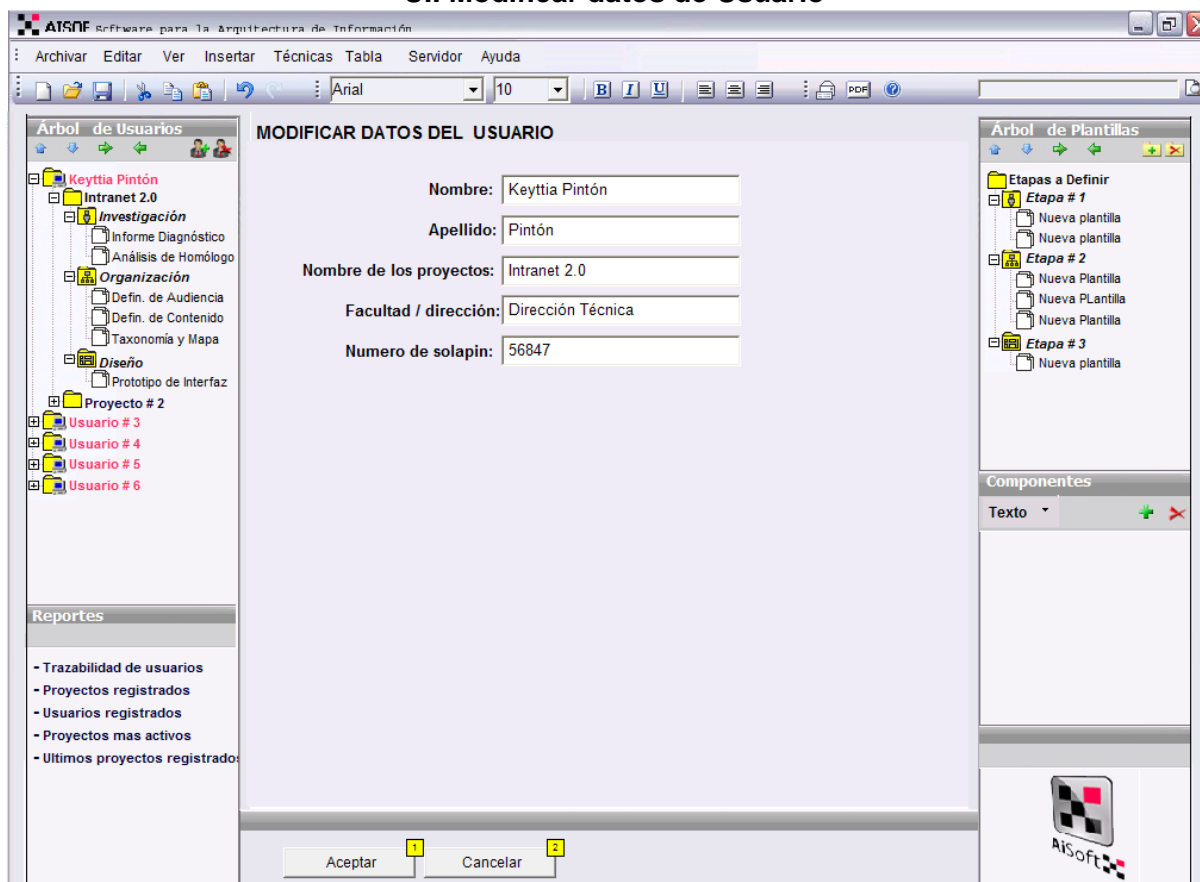 Modificar datos de Usuario
AISOF Software para la Arquitectura de Información
Archivar Editar Ver Insertar Técnicas Tabla Servidor Ayuda
Arial 10 B I U PDF
Árbol de Usuarios
Keyttia Pintón
Intranet 2.0
Investigación
Informe Diagnóstico
Análisis de Homólogo
Organización
Defin. de Audiencia
Defin. de Contenido
Taxonomía y Mapa
Diseño
Prototipo de Interfaz
Proyecto # 2
Usuario # 3
Usuario # 4
Usuario # 5
Usuario # 6
Reportes
- Trazabilidad de usuarios
- Proyectos registrados
- Usuarios registrados
- Proyectos mas activos
- Ultimos proyectos registrados
MODIFICAR DATOS DEL USUARIO
Nombre: Keyttia Pintón
Apellido: Pintón
Nombre de los proyectos: Intranet 2.0
Facultad / dirección: Dirección Técnica
Numero de solapin: 56847
Aceptar 1 Cancelar 2
Árbol de Plantillas
Etapas a Definir
Etapa # 1
Nueva plantilla
Nueva plantilla
Etapa # 2
Nueva Plantilla
Nueva PLantilla
Nueva Plantilla
Etapa # 3
Nueva plantilla
Componentes
Texto
AiSoft